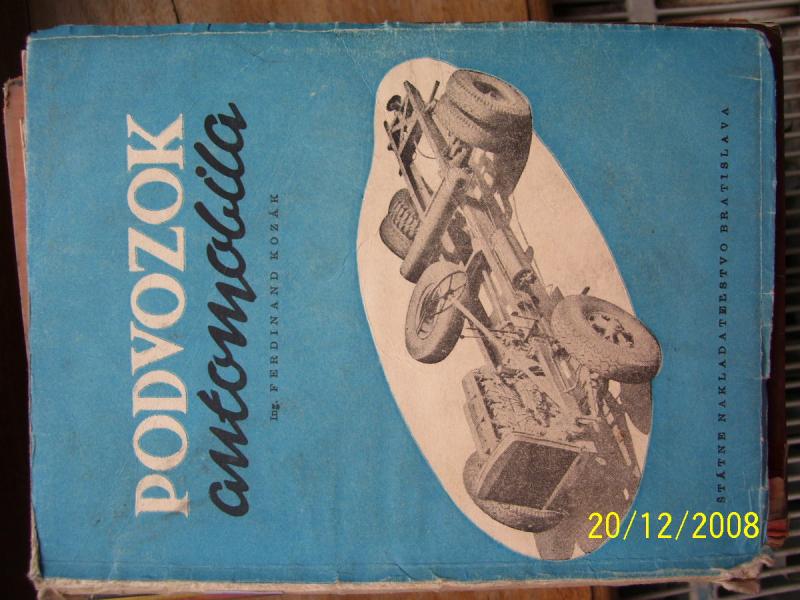 PODVOZOK
automobila
Ing. FERDINAND KOZÁK
ŠTÁTNE NAKLADATEĽSTVO BRATISLAVA
20/12/2008